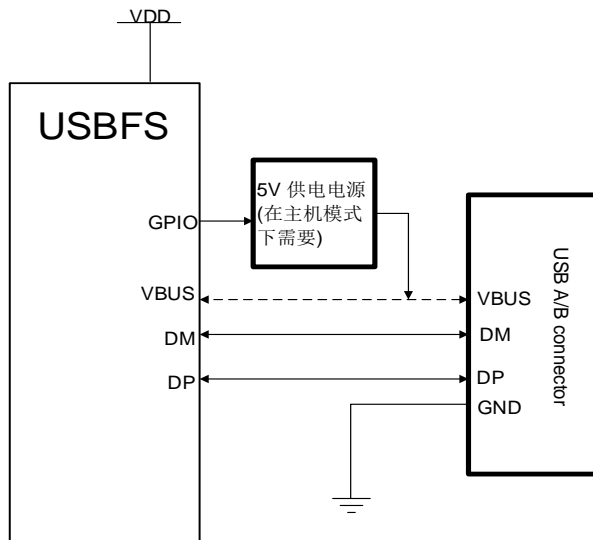 VDD
USBFS
5V 供电电源
(在主机模式
下需要)
GPIO
VBUS
DM
DP
VBUS
DM
DP
GND
USB A/B connector